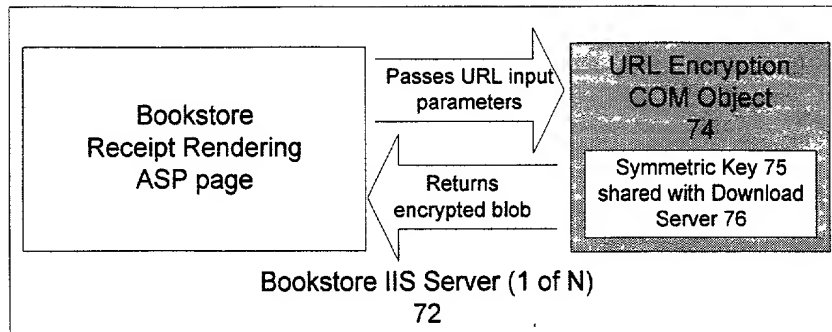 Bookstore
Receipt Rendering
ASP page
Passes URL input
parameters
Returns
encrypted blob
URL Encryption
COM Object
74
Symmetric Key 75
shared with Download
Server 76
Bookstore IIS Server (1 of N)
72